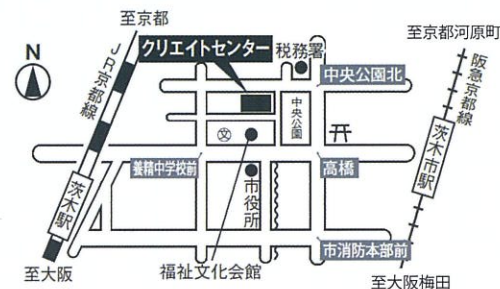 至京都
N
JR京都線
クリエイトセンター
税務署
中央公園北
中央公園
文
養精中学校前
高橋
市役所
茨木駅
至大阪
福祉文化会館
市消防本部前
至京都河原町
阪急京都線
茨木市駅
至大阪梅田